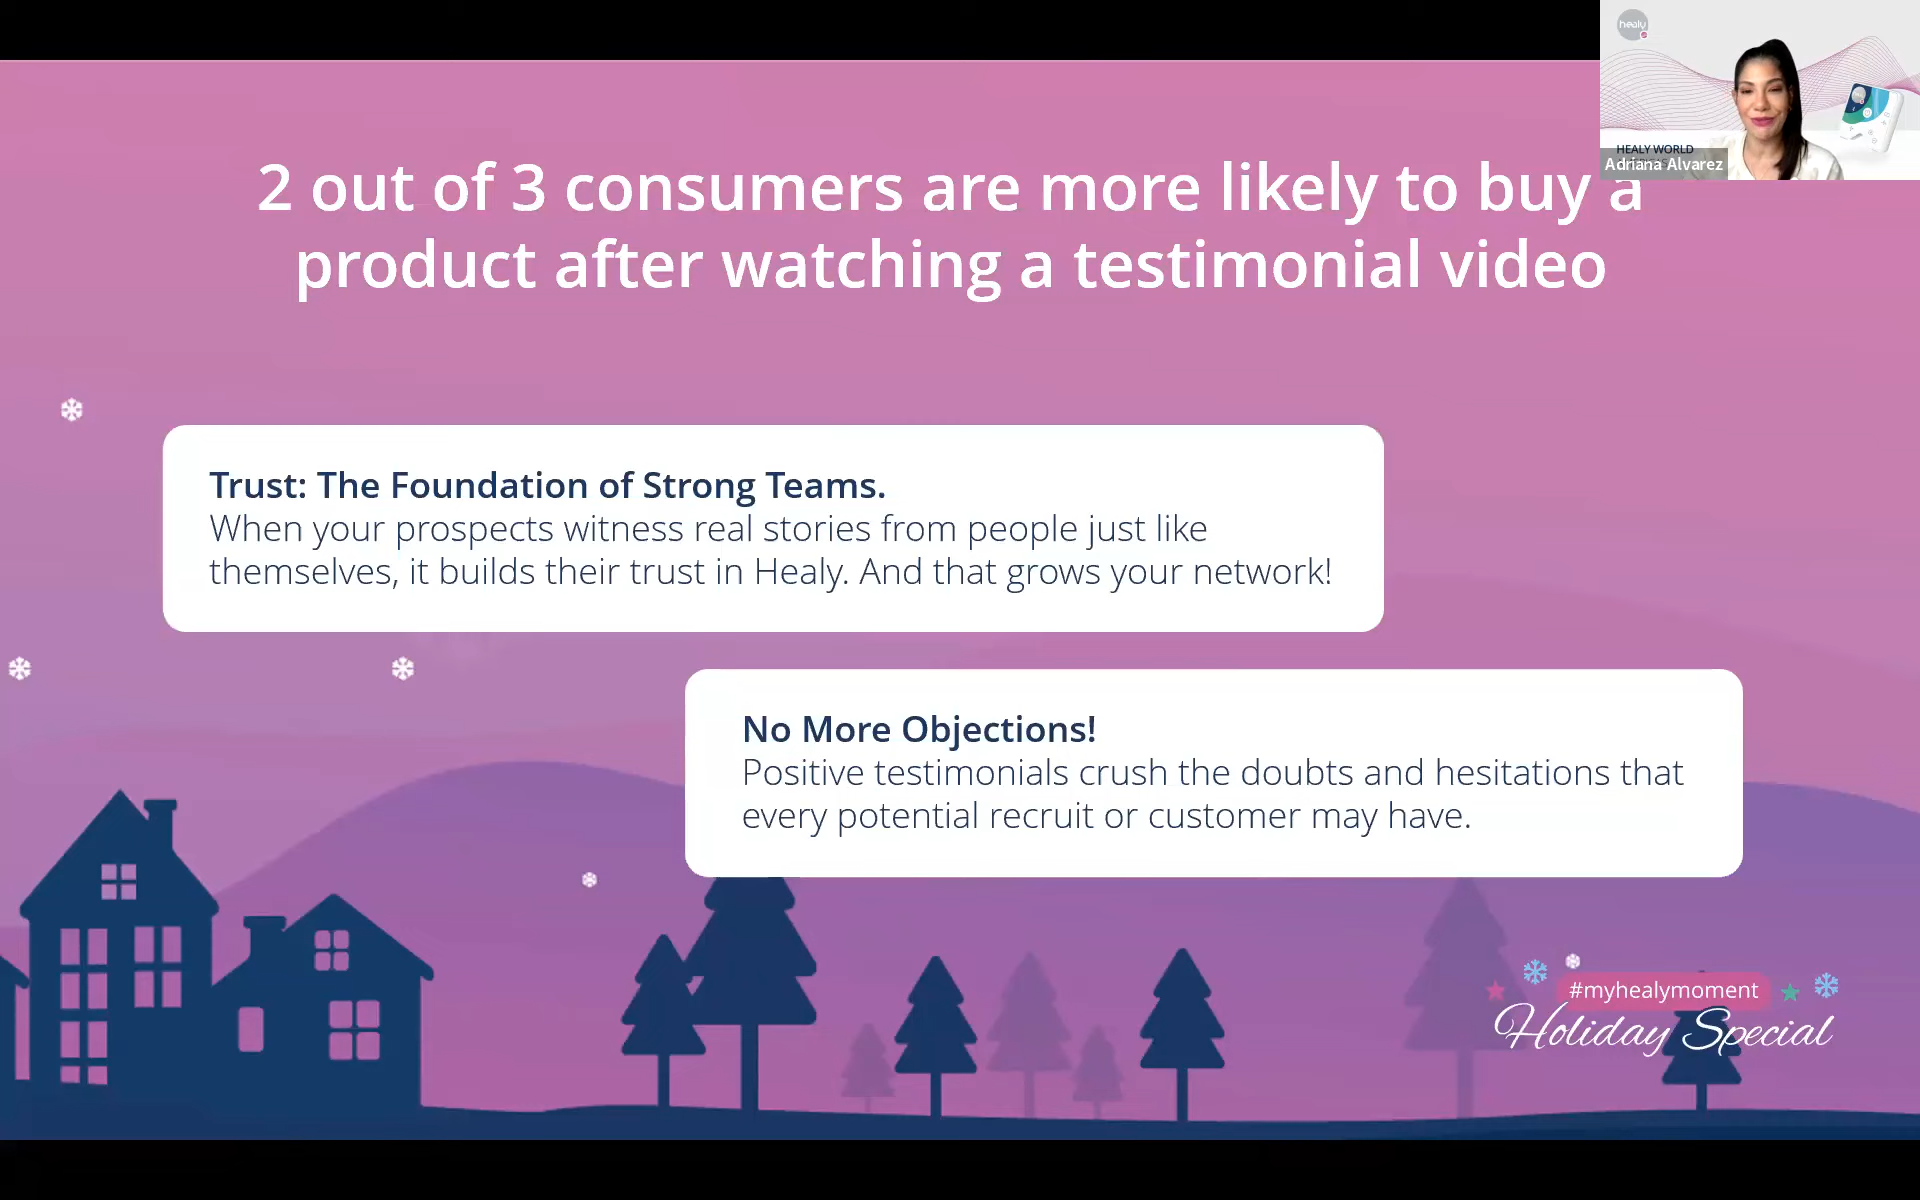 healy
HEALY WORLD
Adriana Alvarez
2 out of 3 consumers are more likely to buy a
product after watching a testimonial video
Trust: The Foundation of Strong Teams.
When your prospects witness real stories from people just like
themselves, it builds their trust in Healy. And that grows your network!
No More Objections!
Positive testimonials crush the doubts and hesitations that
every potential recruit or customer may have.
#myhealymoment
Holiday Special